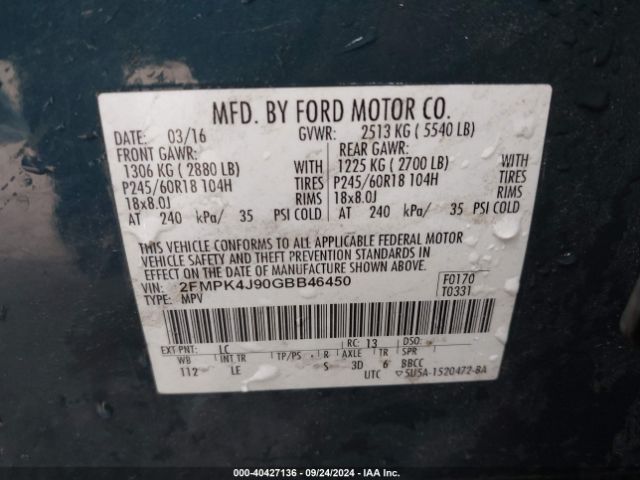 MFD. BY FORD MOTOR CO.
DATE: 03/16 GVWR: 2513 KG ( 5540 LB)
FRONT GAWR: REAR GAWR:
1306 KG ( 2880 LB) WITH 1225 KG ( 2700 LB) WITH
P245/60R18 104H TIRES P245/60R18 104H TIRES
18x8.0J RIMS 18x8.0J RIMS
AT 240 kPa/ 35 PSI COLD AT 240 kPa/ 35 PSI COLD
THIS VEHICLE CONFORMS TO ALL APPLICABLE FEDERAL MOTOR
VEHICLE SAFETY AND THEFT PREVENTION STANDARDS IN
EFFECT ON THE DATE OF MANUFACTURE SHOWN ABOVE.
VIN: 2FMPK4J90GBB46450 F0170
TYPE: MPV T0331
EXT PNT: LC RC: 13 DSO:
WB INT TR TP/PS R AXLE TR SPR
112 LE S 3D 6 BBCC
UTC ▽5U5A-1520472-BA
© 40427136 - 09/24/2024 - IAA Inc.